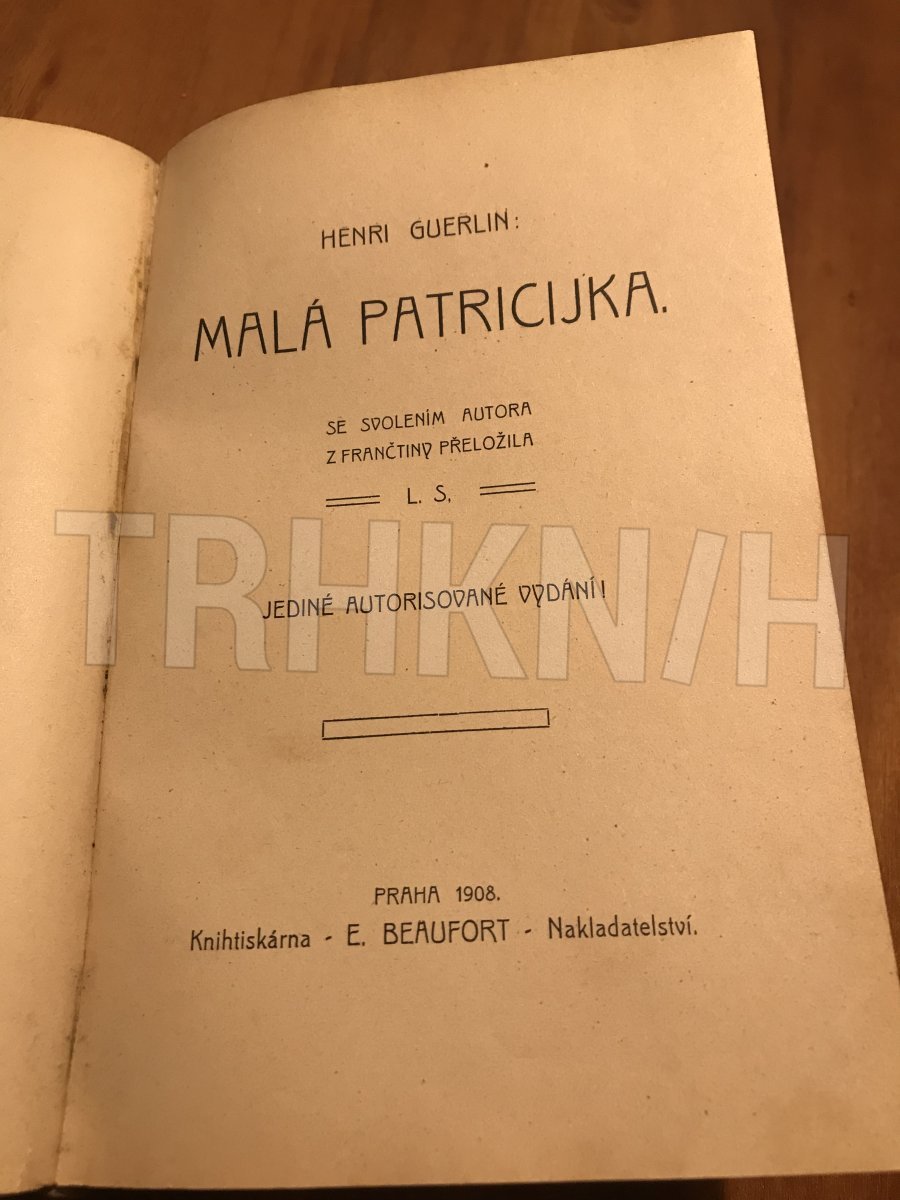 HENRI GUERLIN:
MALÁ PATRICIJKA.
SE SVOLENÍM AUTORA
Z FRANČTINY PŘELOŽILA
L. S.
TRHKNIH
JEDINÉ AUTORISOVANÉ VYDÁNÍ!
PRAHA 1908.
Knihtiskárna - E. BEAUFORT - Nakladatelství.